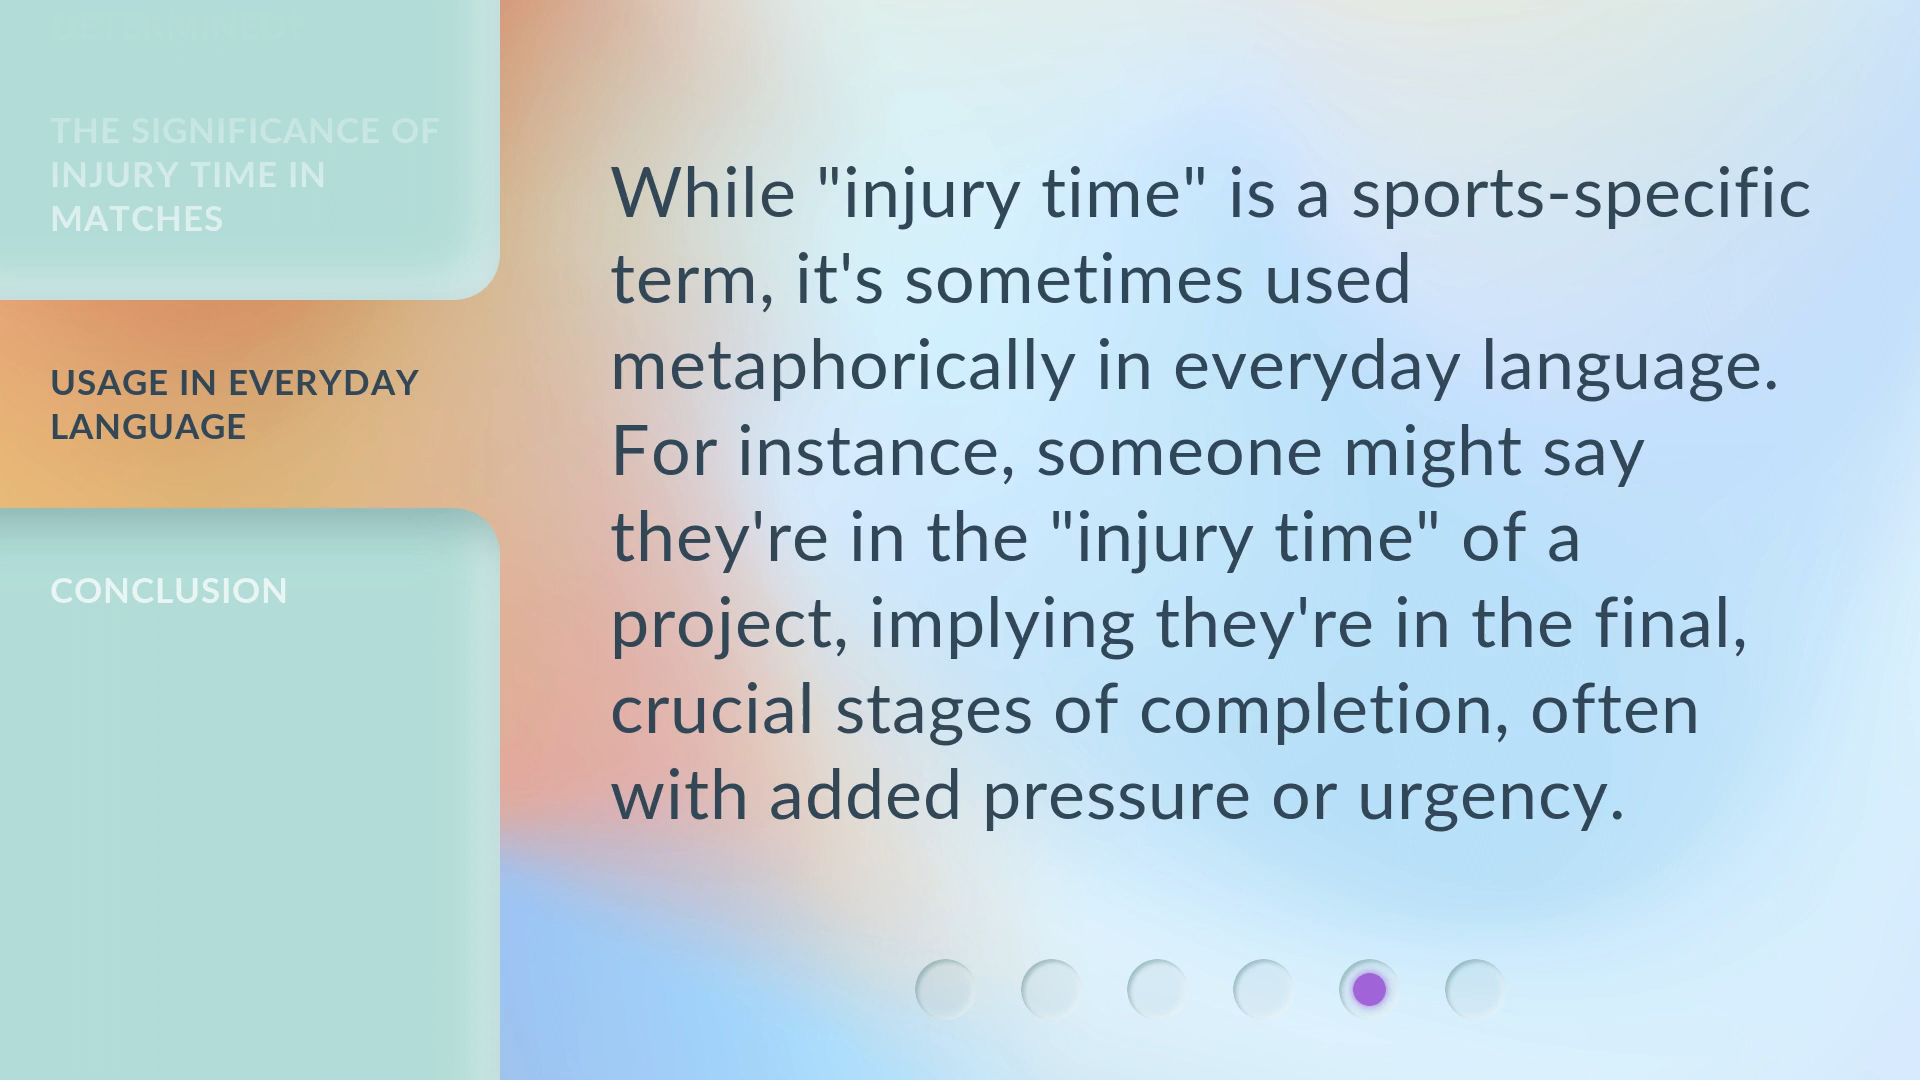 DETERMINED?
THE SIGNIFICANCE OF
INJURY TIME IN
MATCHES
USAGE IN EVERYDAY
LANGUAGE
CONCLUSION
While "injury time" is a sports-specific
term, it's sometimes used
metaphorically in everyday language.
For instance, someone might say
they're in the "injury time" of a
project, implying they're in the final,
crucial stages of completion, often
with added pressure or urgency.